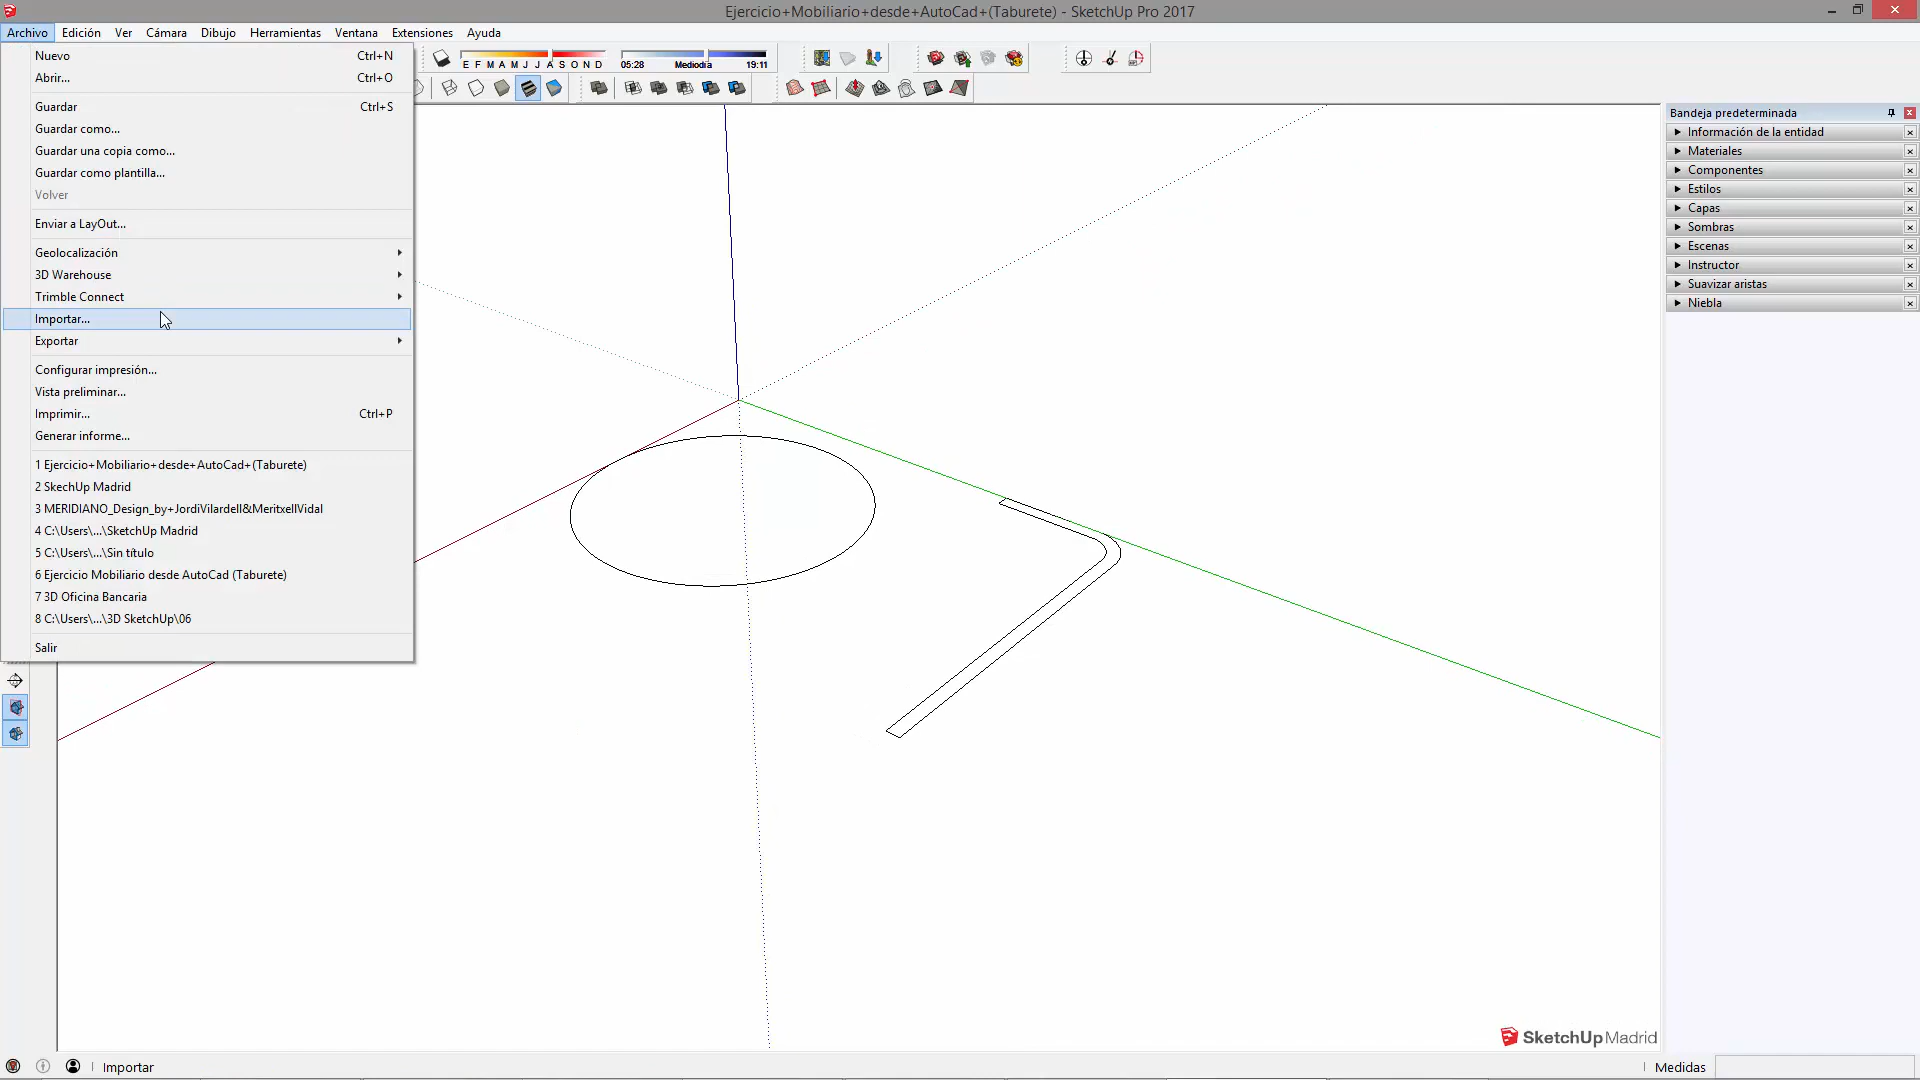 Ejercicio+Mobiliario+desde+AutoCad+(Taburete) - SketchUp Pro 2017
Archivo Edición Ver Cámara Dibujo Herramientas Ventana Extensiones Ayuda
Nuevo Ctrl+N
Abrir... Ctrl+O
Guardar Ctrl+S
Guardar como...
Guardar una copia como...
Guardar como plantilla...
Volver
Enviar a LayOut...
Geolocalización
3D Warehouse
Trimble Connect
Importar...
Exportar
Configurar impresión...
Vista preliminar...
Imprimir... Ctrl+P
Generar informe...
1 Ejercicio+Mobiliario+desde+AutoCad+(Taburete)
2 SkechUp Madrid
3 MERIDIANO_Design_by+JordiVilardell&MeritxellVidal
4 C:\Users\...\SketchUp Madrid
5 C:\Users\...\Sin título
6 Ejercicio Mobiliario desde AutoCad (Taburete)
7 3D Oficina Bancaria
8 C:\Users\...\3D SketchUp\06
Salir
E F M A M J J A S O N D
05:28 Mediodía 19:11
Bandeja predeterminada
Información de la entidad
Materiales
Componentes
Estilos
Capas
Sombras
Escenas
Instructor
Suavizar aristas
Niebla
SketchUp Madrid
Importar
Medidas